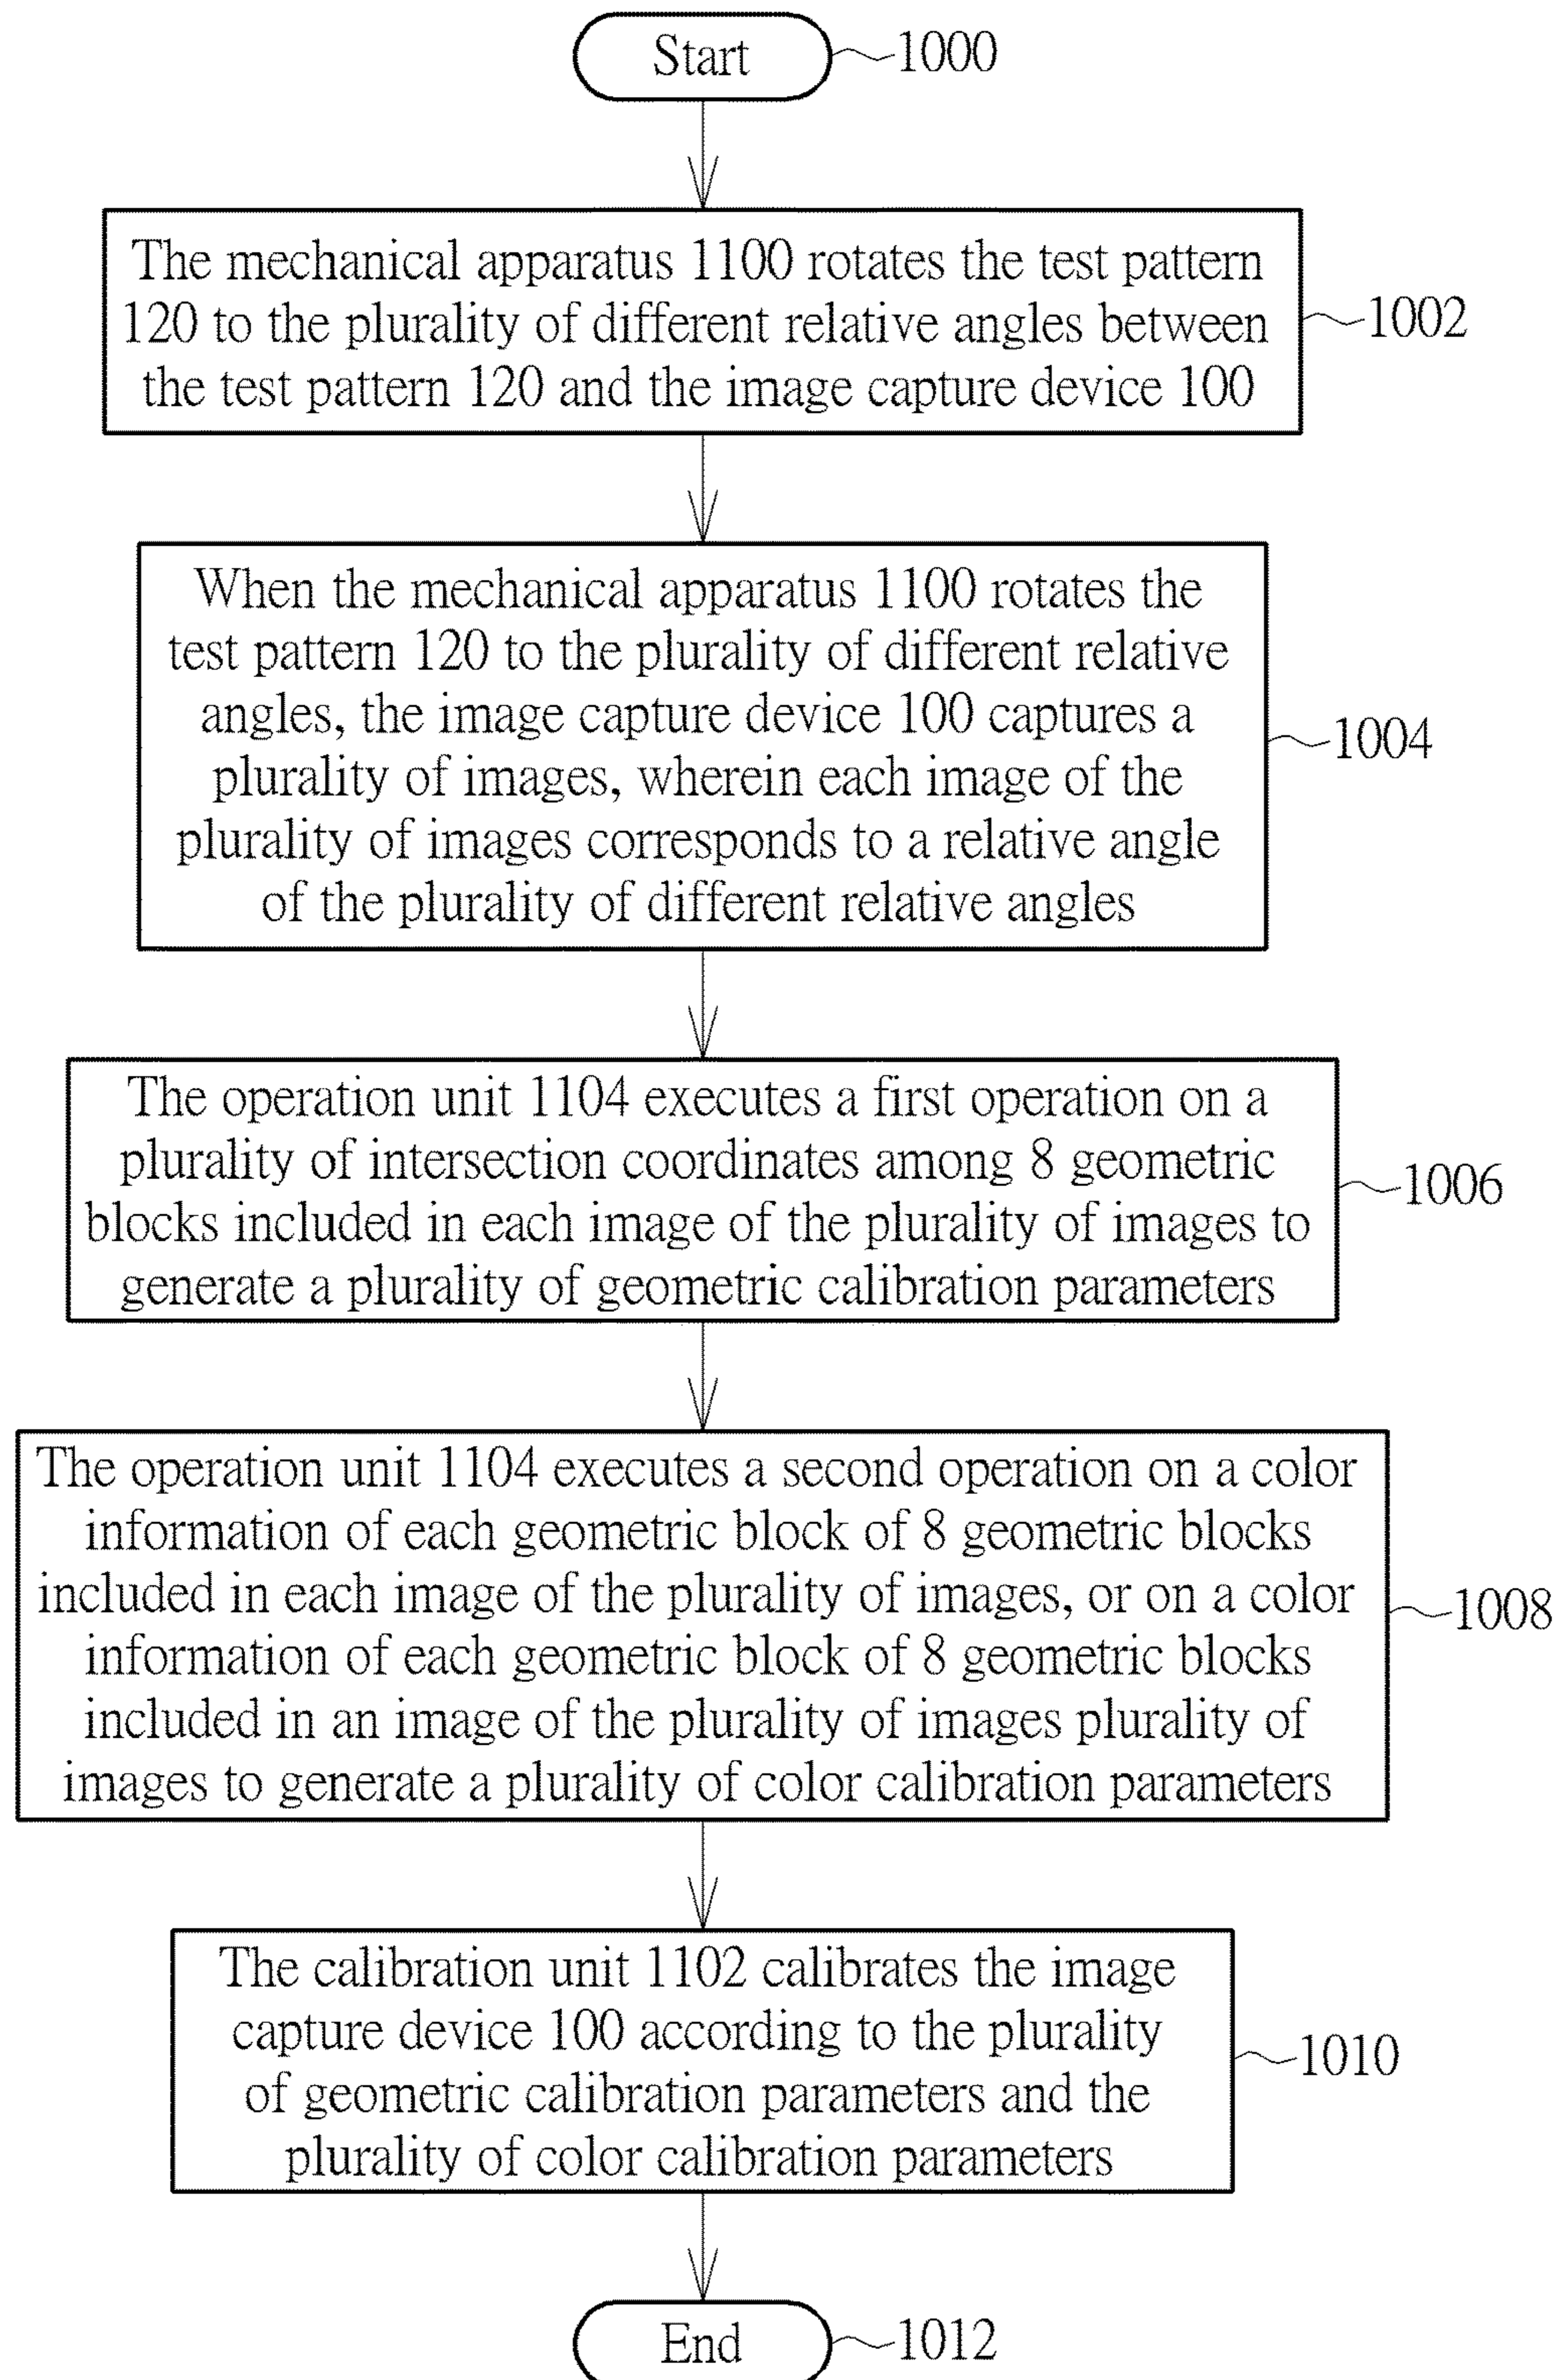 Start
1000
The mechanical apparatus 1100 rotates the test pattern
120 to the plurality of different relative angles between
the test pattern 120 and the image capture device 100
1002
When the mechanical apparatus 1100 rotates the
test pattern 120 to the plurality of different relative
angles, the image capture device 100 captures a
plurality of images, wherein each image of the
plurality of images corresponds to a relative angle
of the plurality of different relative angles
1004
The operation unit 1104 executes a first operation on a
plurality of intersection coordinates among 8 geometric
blocks included in each image of the plurality of images to
generate a plurality of geometric calibration parameters
1006
The operation unit 1104 executes a second operation on a color
information of each geometric block of 8 geometric blocks
included in each image of the plurality of images, or on a color
information of each geometric block of 8 geometric blocks
included in an image of the plurality of images plurality of
images to generate a plurality of color calibration parameters
1008
The calibration unit 1102 calibrates the image
capture device 100 according to the plurality
of geometric calibration parameters and the
plurality of color calibration parameters
1010
End
1012